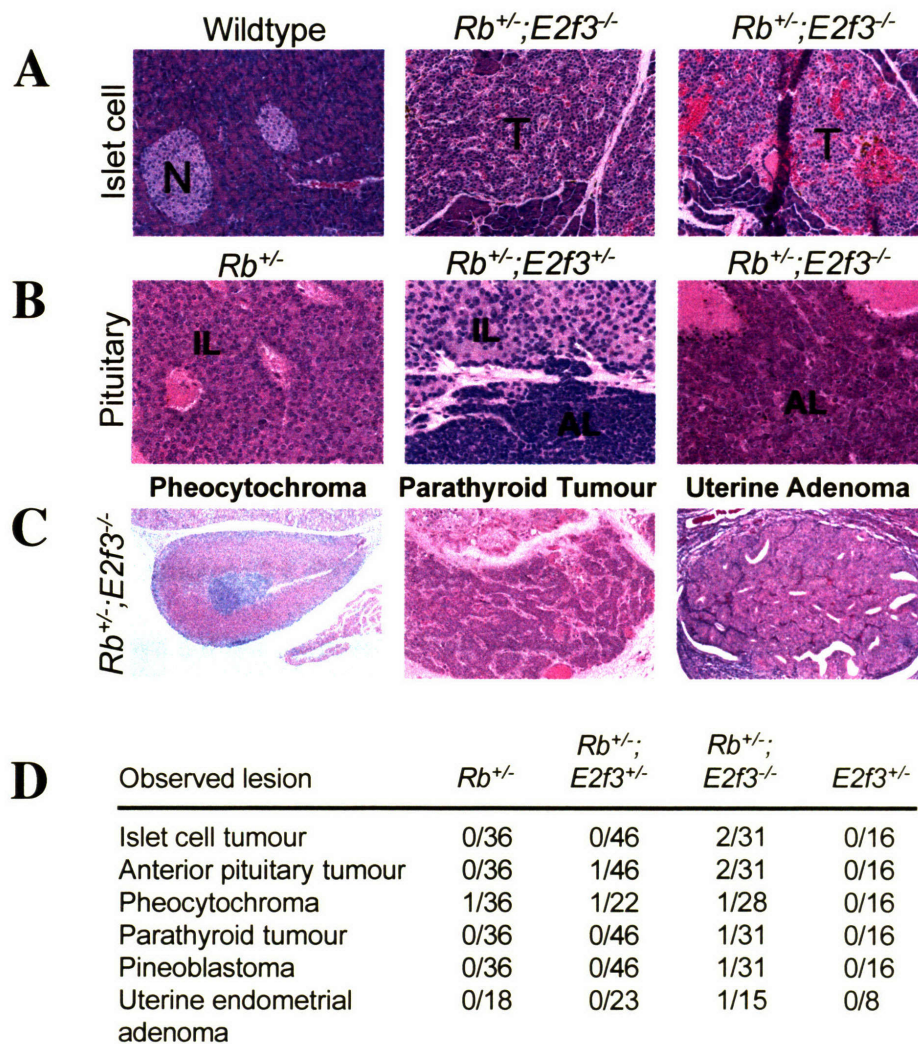 A
Islet cell
Wildtype
Rb+/-;E2f3-/-
Rb+/-;E2f3-/-
N
T
T
B
Pituitary
Rb+/-
Rb+/-;E2f3+/-
Rb+/-;E2f3-/-
IL
IL
AL
AL
C
Rb+/-;E2f3-/-
Pheocytochroma
Parathyroid Tumour
Uterine Adenoma
D
Observed lesion Rb+/- Rb+/-; E2f3+/- Rb+/-; E2f3-/- E2f3+/-
Islet cell tumour 0/36 0/46 2/31 0/16
Anterior pituitary tumour 0/36 1/46 2/31 0/16
Pheocytochroma 1/36 1/22 1/28 0/16
Parathyroid tumour 0/36 0/46 1/31 0/16
Pineoblastoma 0/36 0/46 1/31 0/16
Uterine endometrial 0/18 0/23 1/15 0/8
adenoma